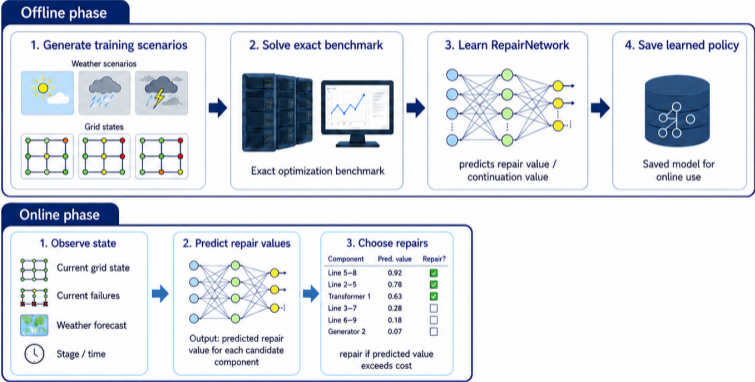 Offline phase
1. Generate training scenarios
Weather scenarios
Grid states
2. Solve exact benchmark
Exact optimization benchmark
3. Learn RepairNetwork
predicts repair value /
continuation value
4. Save learned policy
Saved model for
online use
Online phase
1. Observe state
Current grid state
Current failures
Weather forecast
Stage / time
2. Predict repair values
Output: predicted repair
value for each candidate
component
3. Choose repairs
Component Pred. value Repair?
Line 5–8 0.92
Line 2–5 0.78
Transformer 1 0.63
Line 3–7 0.28
Line 6–9 0.18
Generator 2 0.07
repair if predicted value
exceeds cost